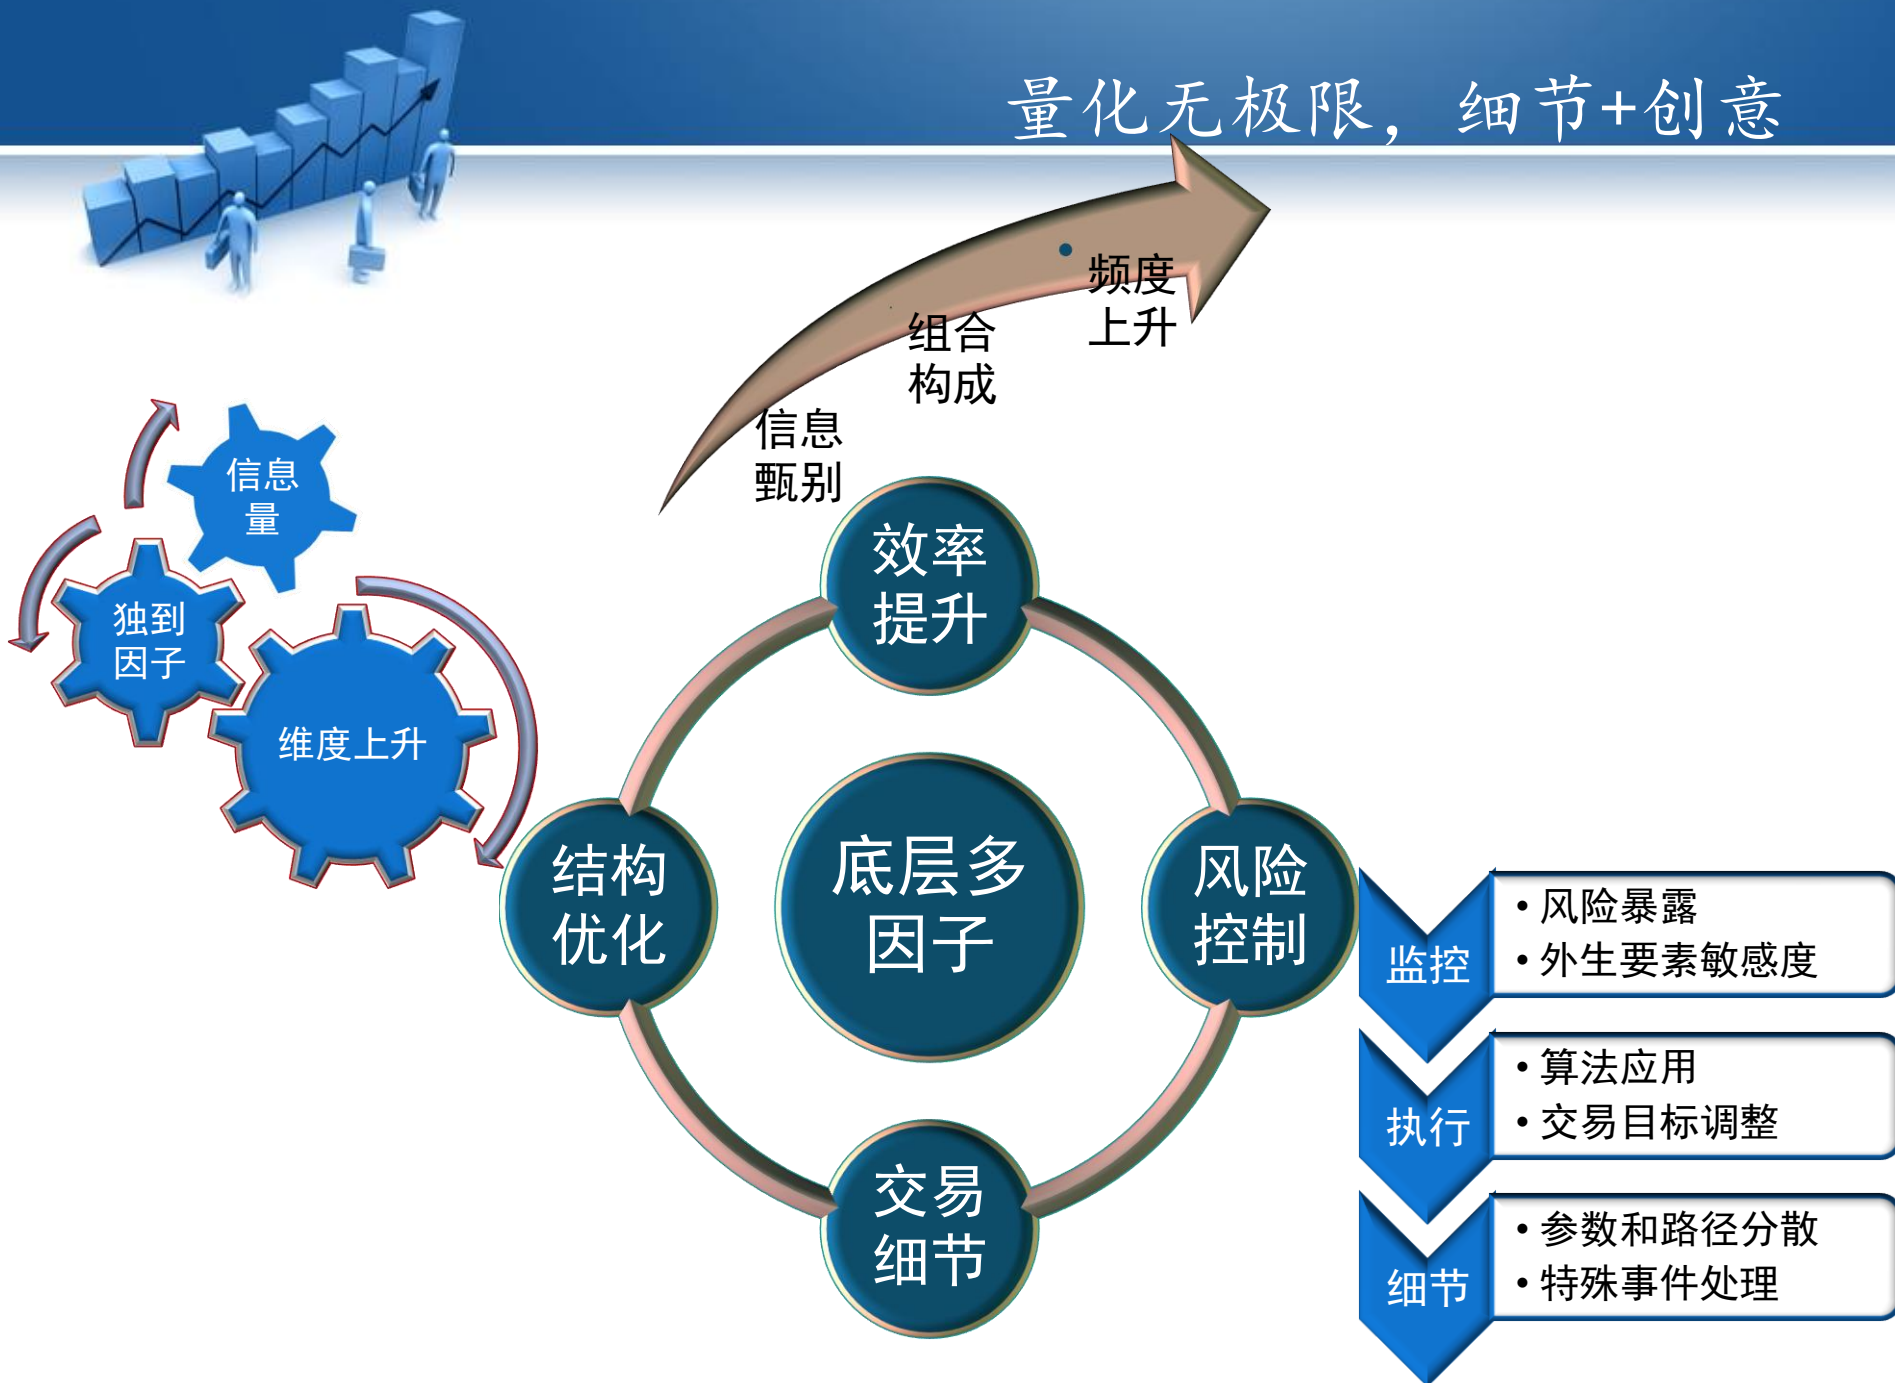 量化无极限，细节+创意
• 频度
上升
组合
构成
信息
甄别
信息
量
独到
因子
维度上升
效率
提升
结构
优化
底层多
因子
风险
控制
交易
细节
监控
• 风险暴露
• 外生要素敏感度
执行
• 算法应用
• 交易目标调整
细节
• 参数和路径分散
• 特殊事件处理